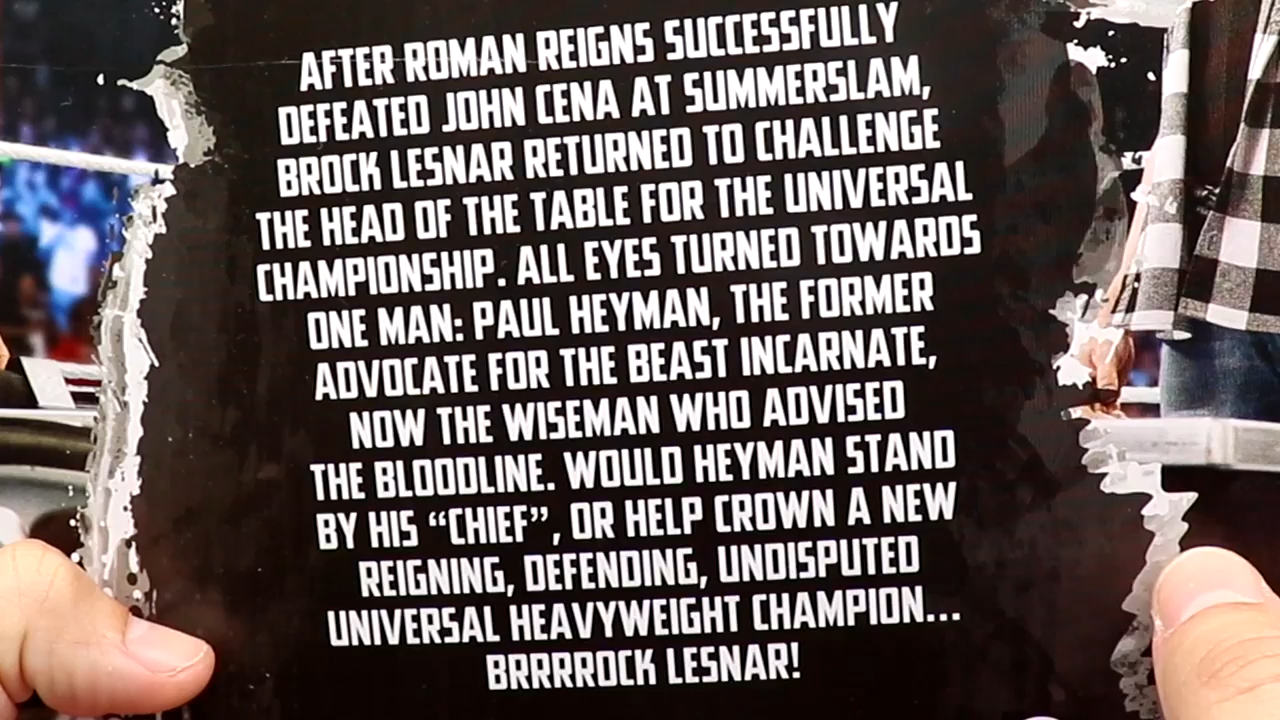 AFTER ROMAN REIGNS SUCCESSFULLY
DEFEATED JOHN CENA AT SUMMERSLAM,
BROCK LESNAR RETURNED TO CHALLENGE
THE HEAD OF THE TABLE FOR THE UNIVERSAL
CHAMPIONSHIP. ALL EYES TURNED TOWARDS
ONE MAN: PAUL HEYMAN, THE FORMER
ADVOCATE FOR THE BEAST INCARNATE,
NOW THE WISEMAN WHO ADVISED
THE BLOODLINE. WOULD HEYMAN STAND
BY HIS “CHIEF”, OR HELP CROWN A NEW
REIGNING, DEFENDING, UNDISPUTED
UNIVERSAL HEAVYWEIGHT CHAMPION...
BRRRROCK LESNAR!